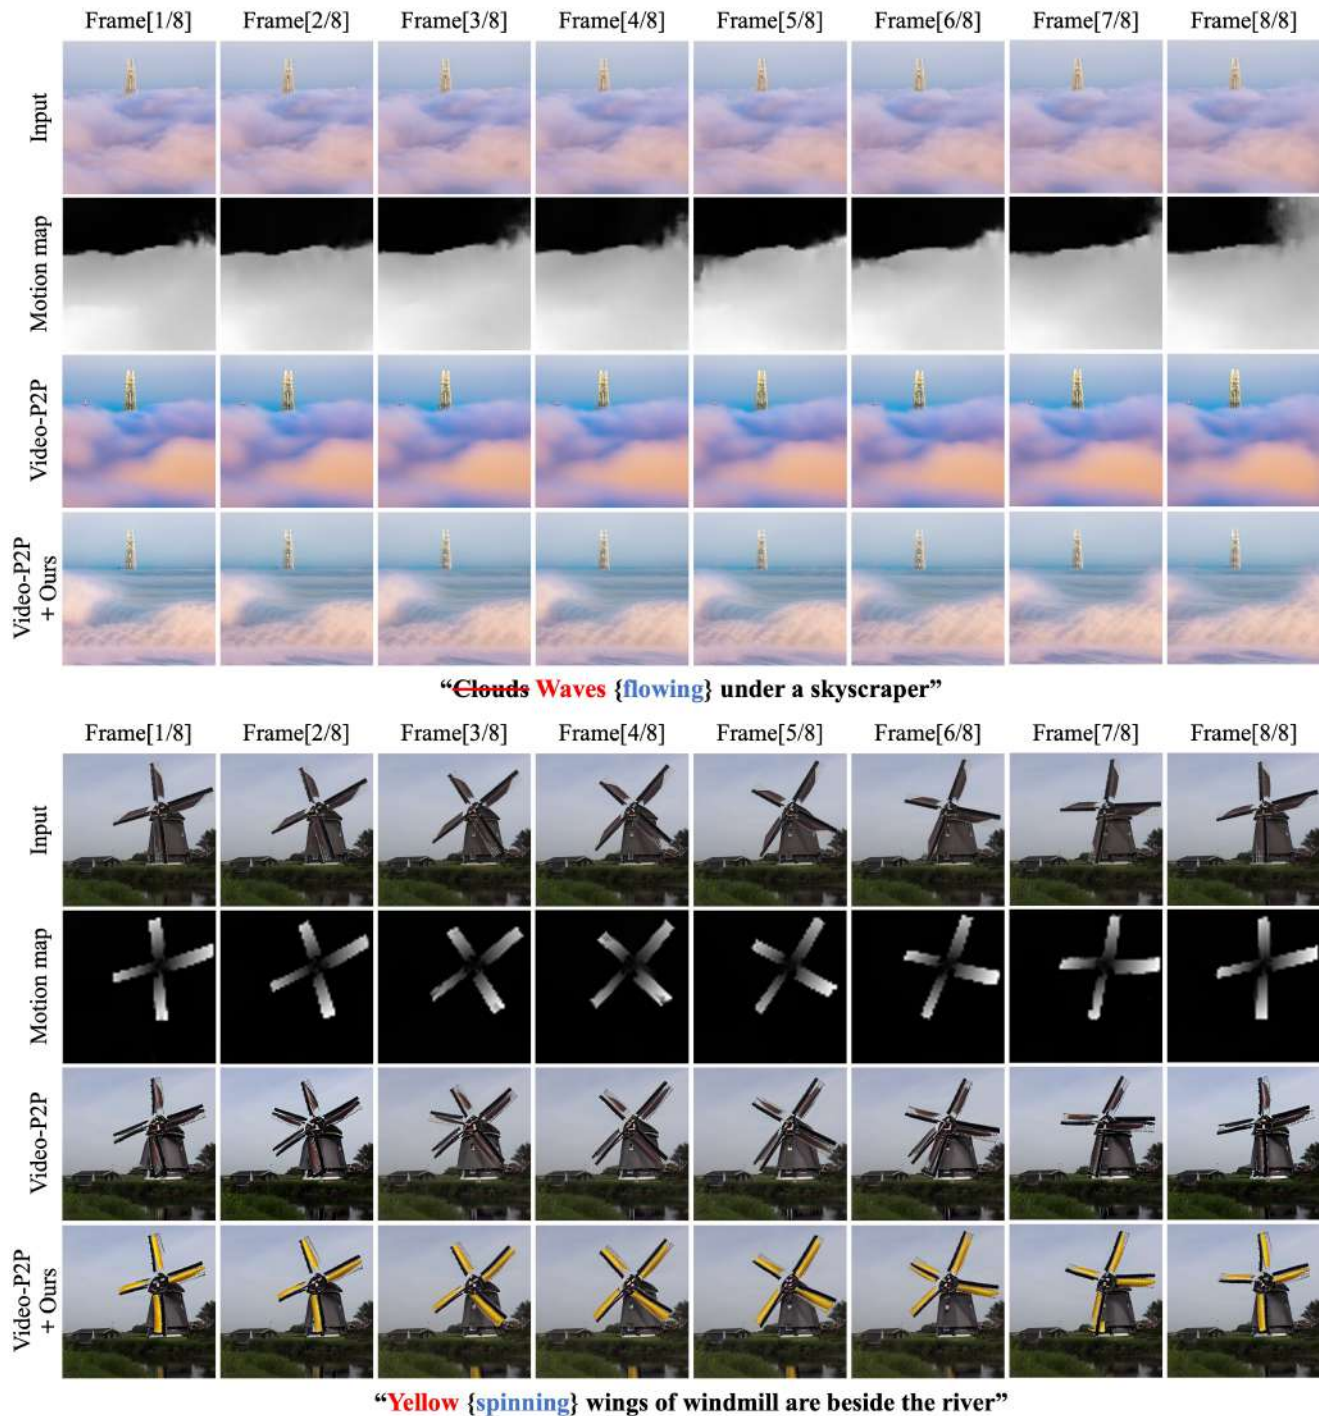 Frame[1/8] Frame[2/8] Frame[3/8] Frame[4/8] Frame[5/8] Frame[6/8] Frame[7/8] Frame[8/8]
Input
Motion map
Video-P2P
Video-P2P
+ Ours
“Clouds Waves {flowing} under a skyscraper”
Frame[1/8] Frame[2/8] Frame[3/8] Frame[4/8] Frame[5/8] Frame[6/8] Frame[7/8] Frame[8/8]
Input
Motion map
Video-P2P
Video-P2P
+ Ours
“Yellow {spinning} wings of windmill are beside the river”